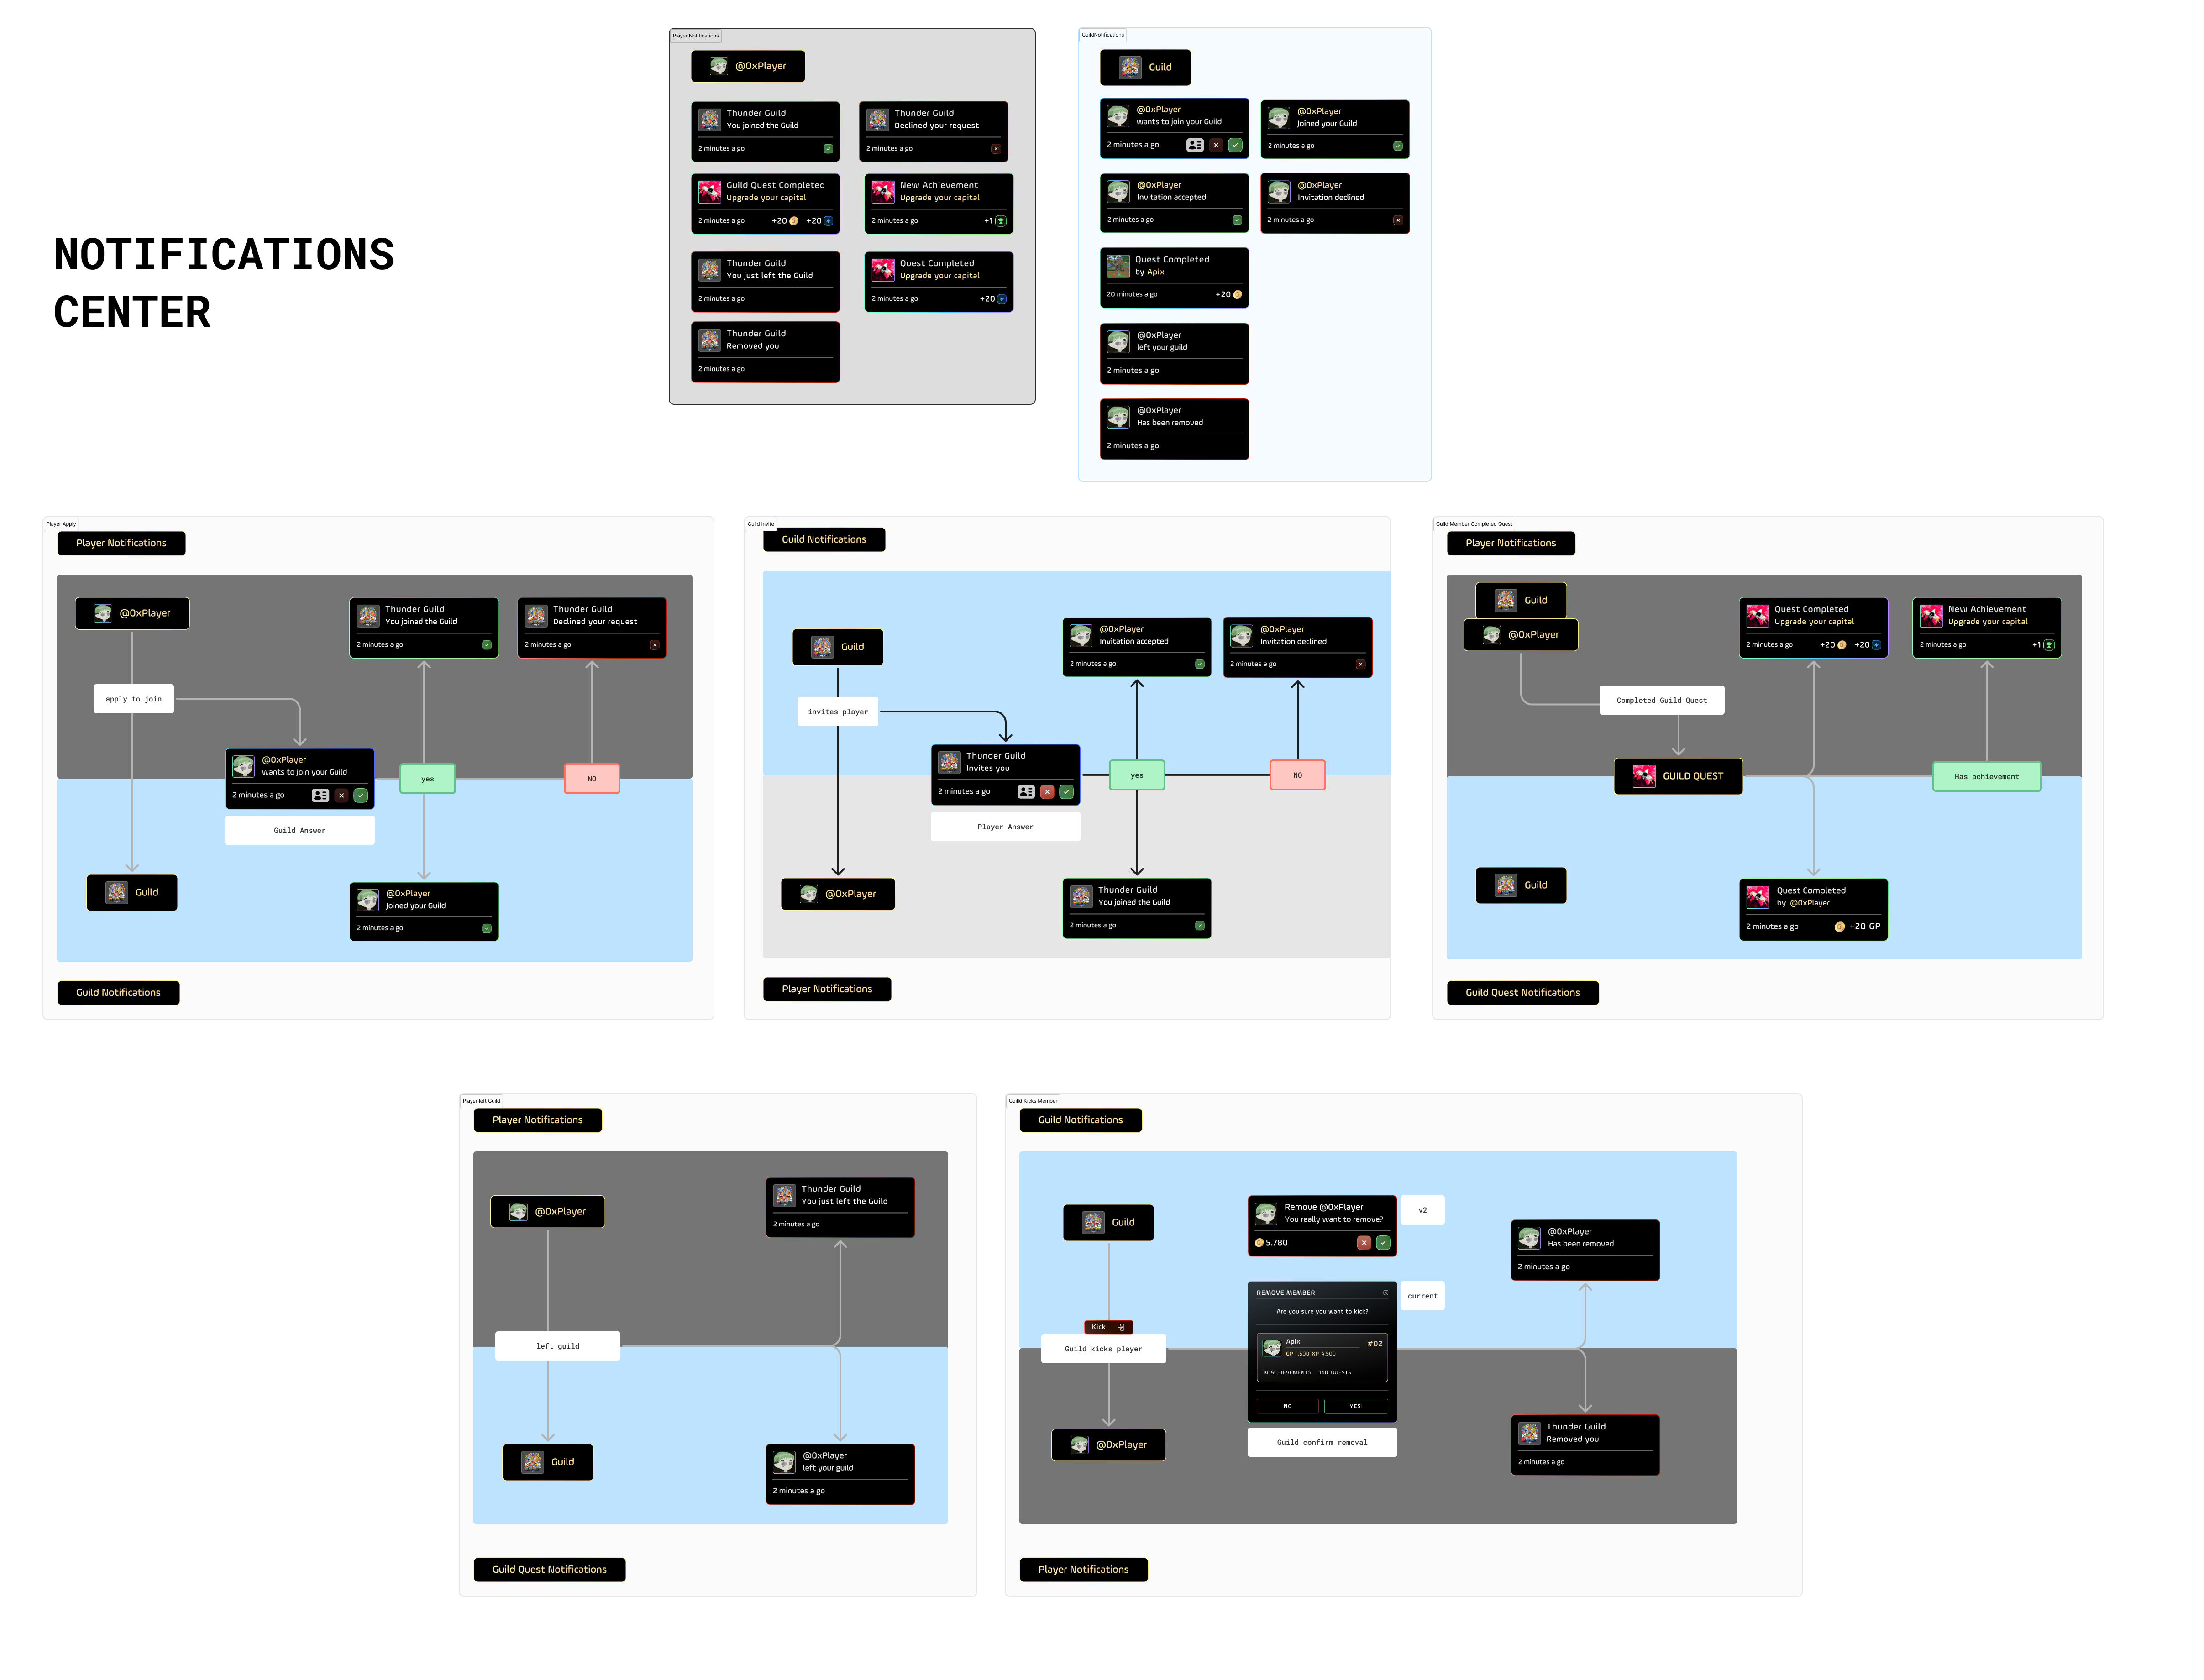 NOTIFICATIONS
CENTER
Player Notifications
@0xPlayer
Thunder Guild
You joined the Guild
2 minutes a go
Thunder Guild
Declined your request
2 minutes a go
Guild Quest Completed
Upgrade your capital
2 minutes a go
+20
+20
New Achievement
Upgrade your capital
2 minutes a go
+1
Thunder Guild
You just left the Guild
2 minutes a go
Quest Completed
Upgrade your capital
2 minutes a go
+20
Thunder Guild
Removed you
2 minutes a go
GuildNotifications
Guild
@0xPlayer
wants to join your Guild
2 minutes a go
@0xPlayer
Joined your Guild
2 minutes a go
@0xPlayer
Invitation accepted
2 minutes a go
@0xPlayer
Invitation declined
2 minutes a go
Quest Completed
by Apix
20 minutes a go
+20
@0xPlayer
left your guild
2 minutes a go
@0xPlayer
Has been removed
2 minutes a go
Player Apply
Player Notifications
@0xPlayer
Thunder Guild
You joined the Guild
2 minutes a go
Thunder Guild
Declined your request
2 minutes a go
apply to join
@0xPlayer
wants to join your Guild
2 minutes a go
yes
NO
Guild Answer
Guild
@0xPlayer
Joined your Guild
2 minutes a go
Guild Notifications
Guild Invite
Guild Notifications
Guild
@0xPlayer
Invitation accepted
2 minutes a go
@0xPlayer
Invitation declined
2 minutes a go
invites player
Thunder Guild
Invites you
2 minutes a go
yes
NO
Player Answer
@0xPlayer
Thunder Guild
You joined the Guild
2 minutes a go
Player Notifications
Guild Member Completed Quest
Player Notifications
Guild
@0xPlayer
Quest Completed
Upgrade your capital
2 minutes a go
+20
+20
New Achievement
Upgrade your capital
2 minutes a go
+1
Completed Guild Quest
GUILD QUEST
Has achievement
Guild
Quest Completed
by @0xPlayer
2 minutes a go
+20 GP
Guild Quest Notifications
Player left Guild
Player Notifications
@0xPlayer
Thunder Guild
You just left the Guild
2 minutes a go
left guild
Guild
@0xPlayer
left your guild
2 minutes a go
Guild Quest Notifications
Guild Kicks Member
Guild Notifications
Guild
Remove @0xPlayer
You really want to remove?
5.780
v2
@0xPlayer
Has been removed
2 minutes a go
REMOVE MEMBER
Are you sure you want to kick?
current
Kick
Guild kicks player
Apix
#02
GP 1.500 XP 4.500
14 ACHIEVEMENTS 140 QUESTS
NO
YES!
Guild confirm removal
@0xPlayer
Thunder Guild
Removed you
2 minutes a go
Player Notifications